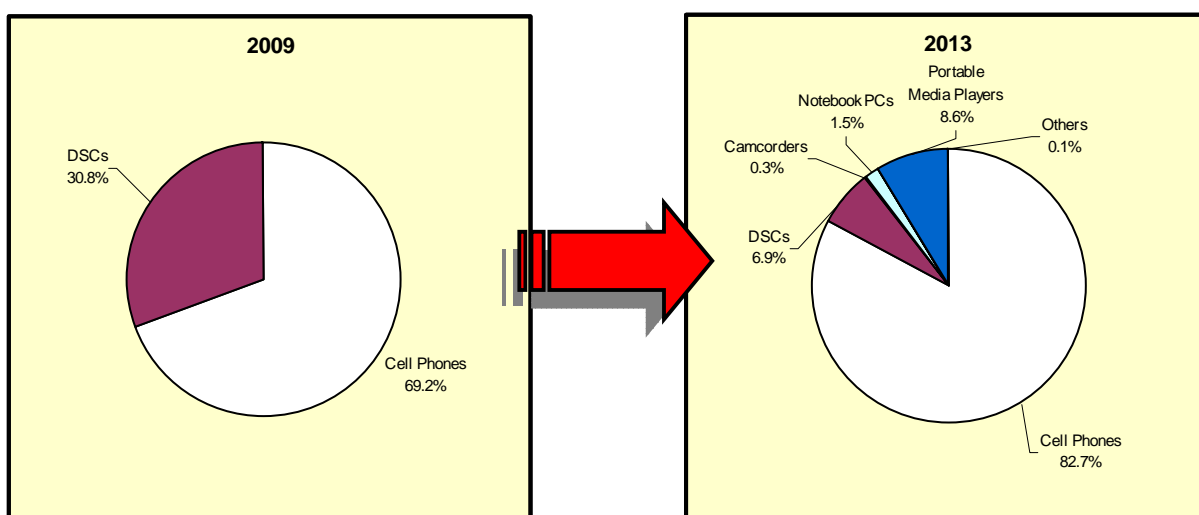 2009
DSCs
30.8%
Cell Phones
69.2%
2013
Portable
Media Players
8.6%
Notebook PCs
1.5%
Others
0.1%
Camcorders
0.3%
DSCs
6.9%
Cell Phones
82.7%